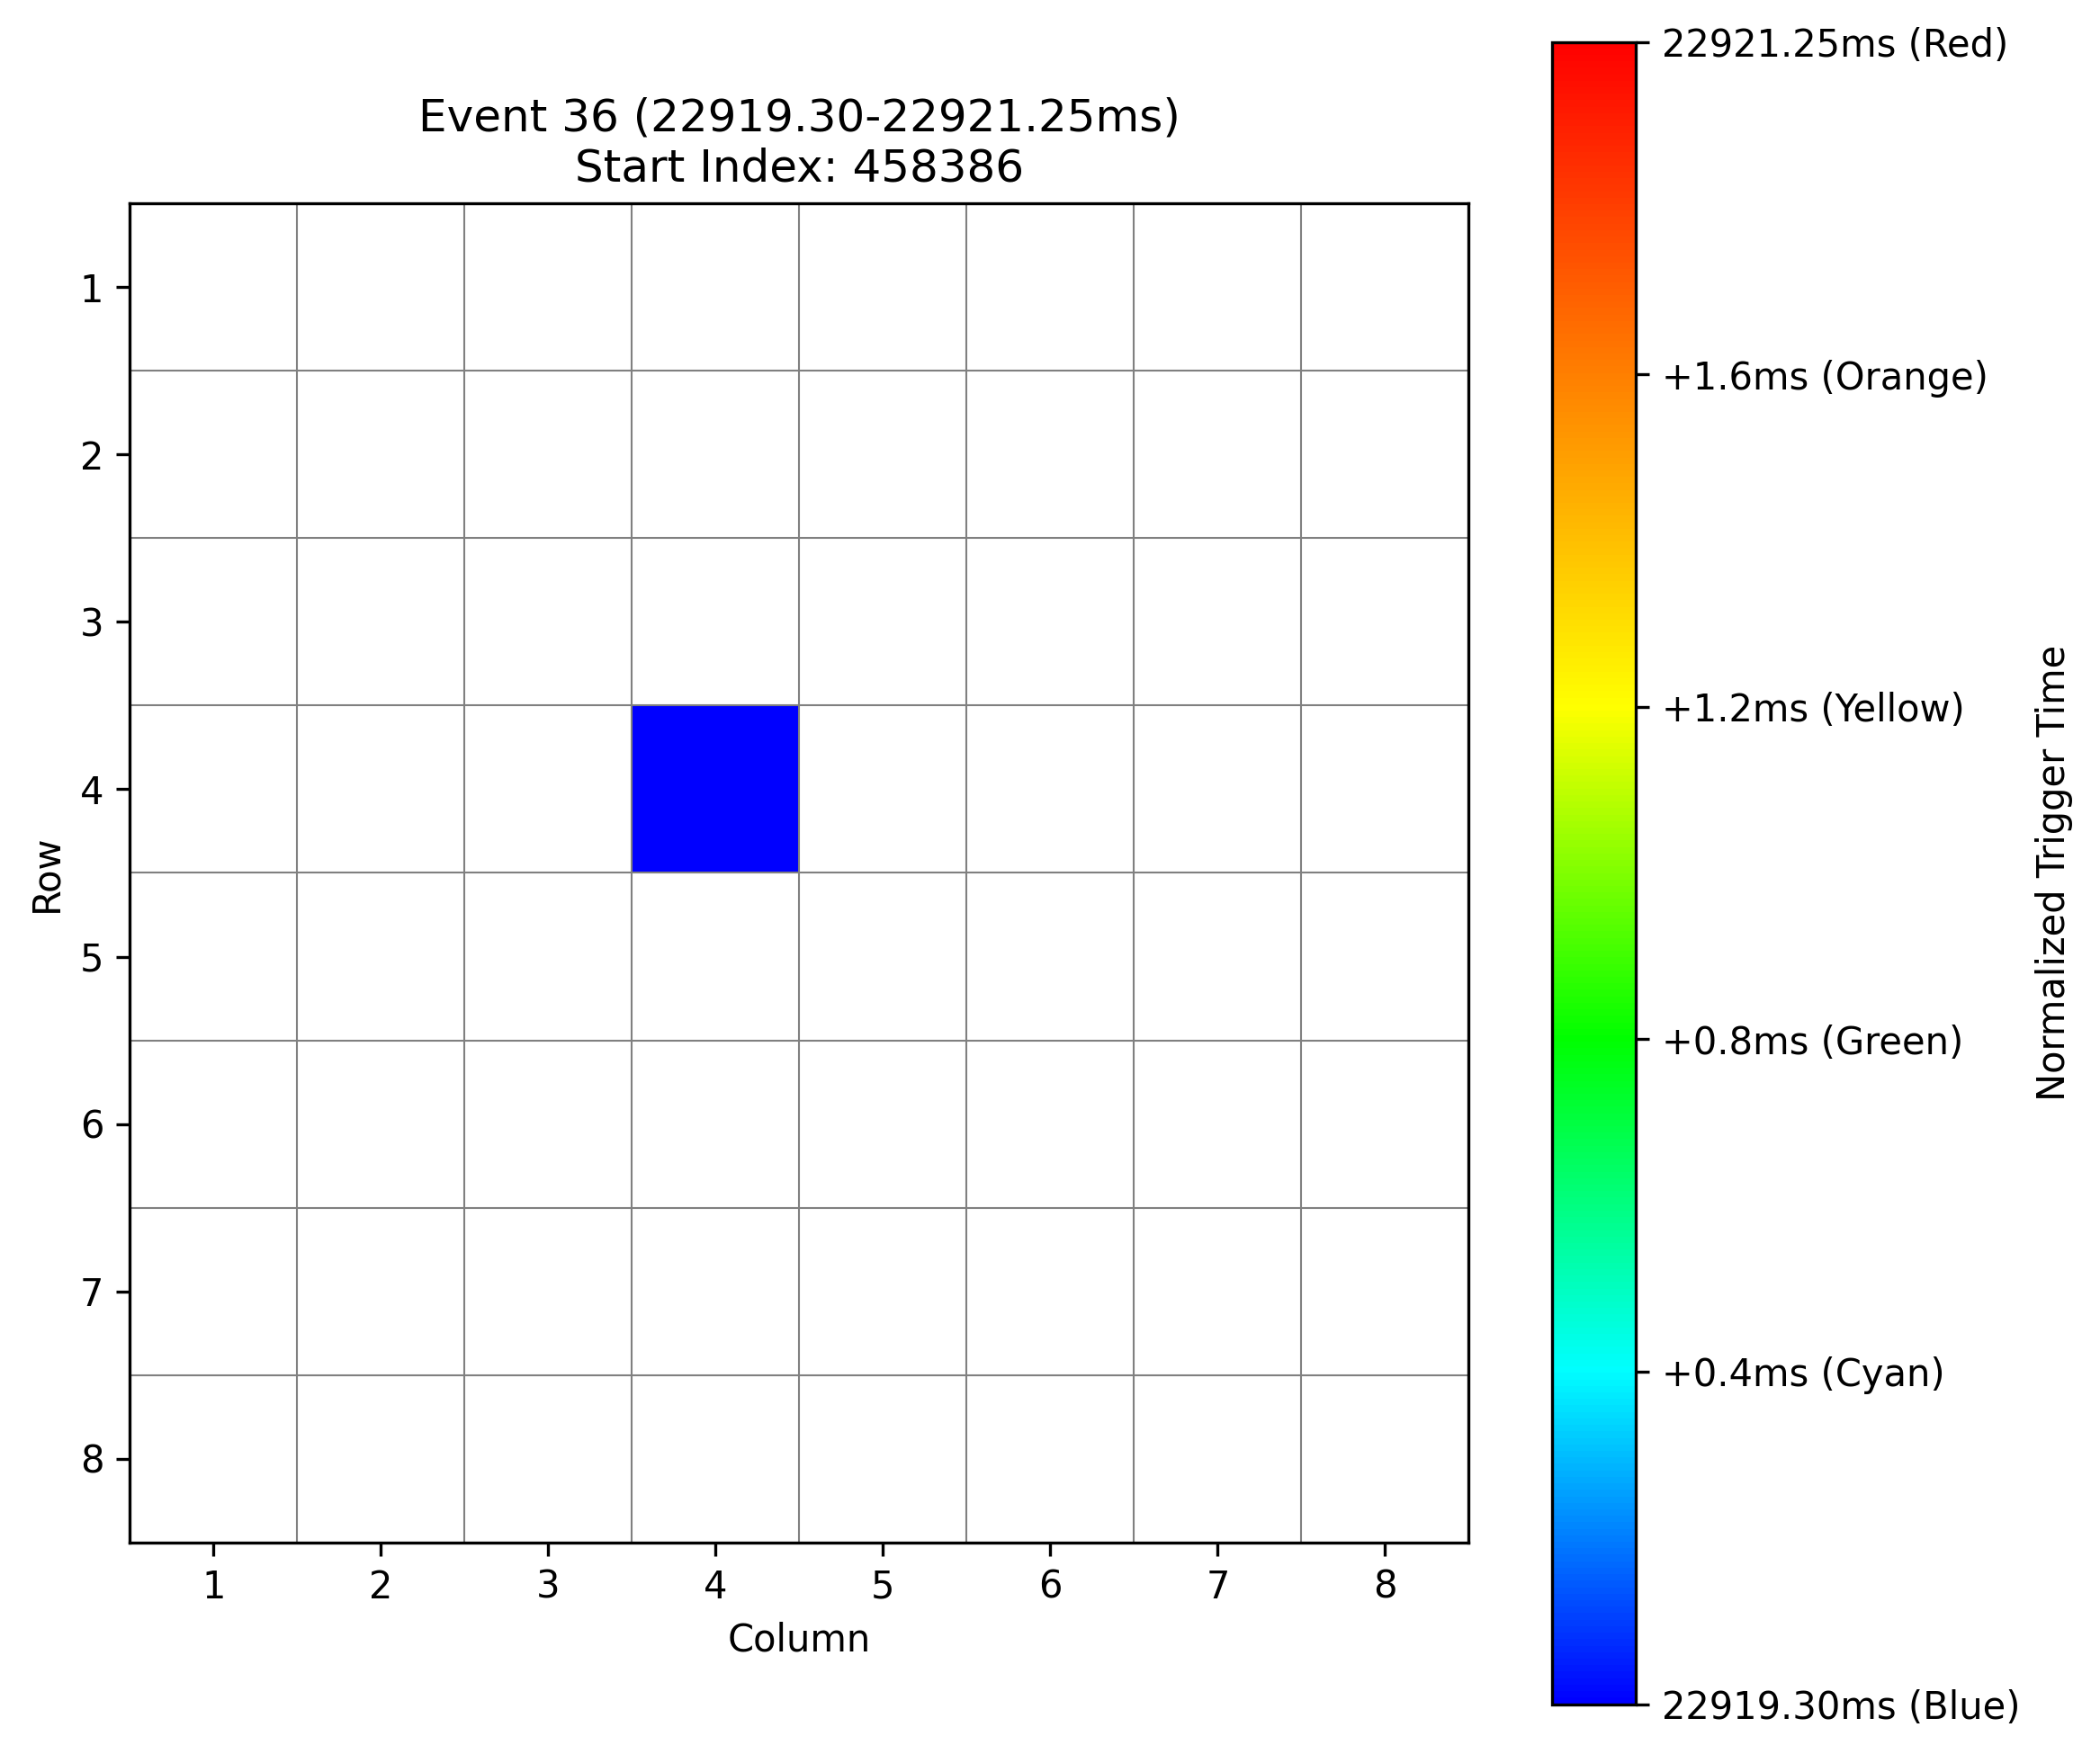 Event 36 (22919.30-22921.25ms)
Start Index: 458386
Row
1
2
3
4
5
6
7
8
1 2 3 4 5 6 7 8
Column
22921.25ms (Red)
+1.6ms (Orange)
+1.2ms (Yellow)
+0.8ms (Green)
+0.4ms (Cyan)
22919.30ms (Blue)
Normalized Trigger Time